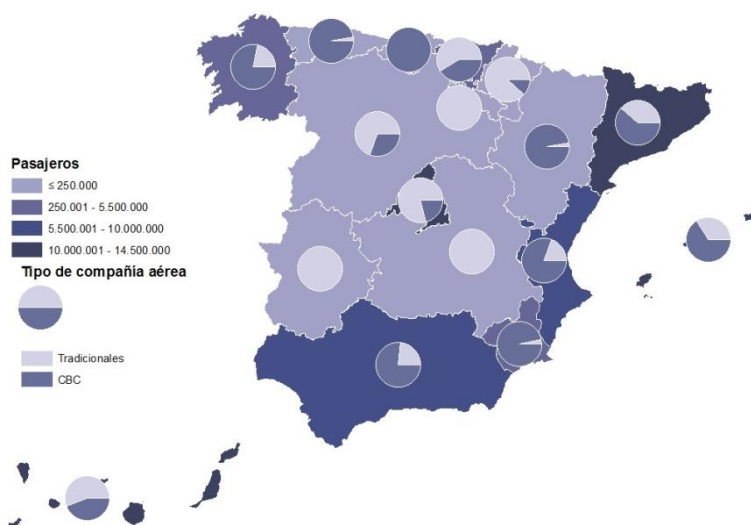 Pasajeros
≤ 250.000
250.001 - 5.500.000
5.500.001 - 10.000.000
10.000.001 - 14.500.000
Tipo de compañía aérea
Tradicionales
CBC